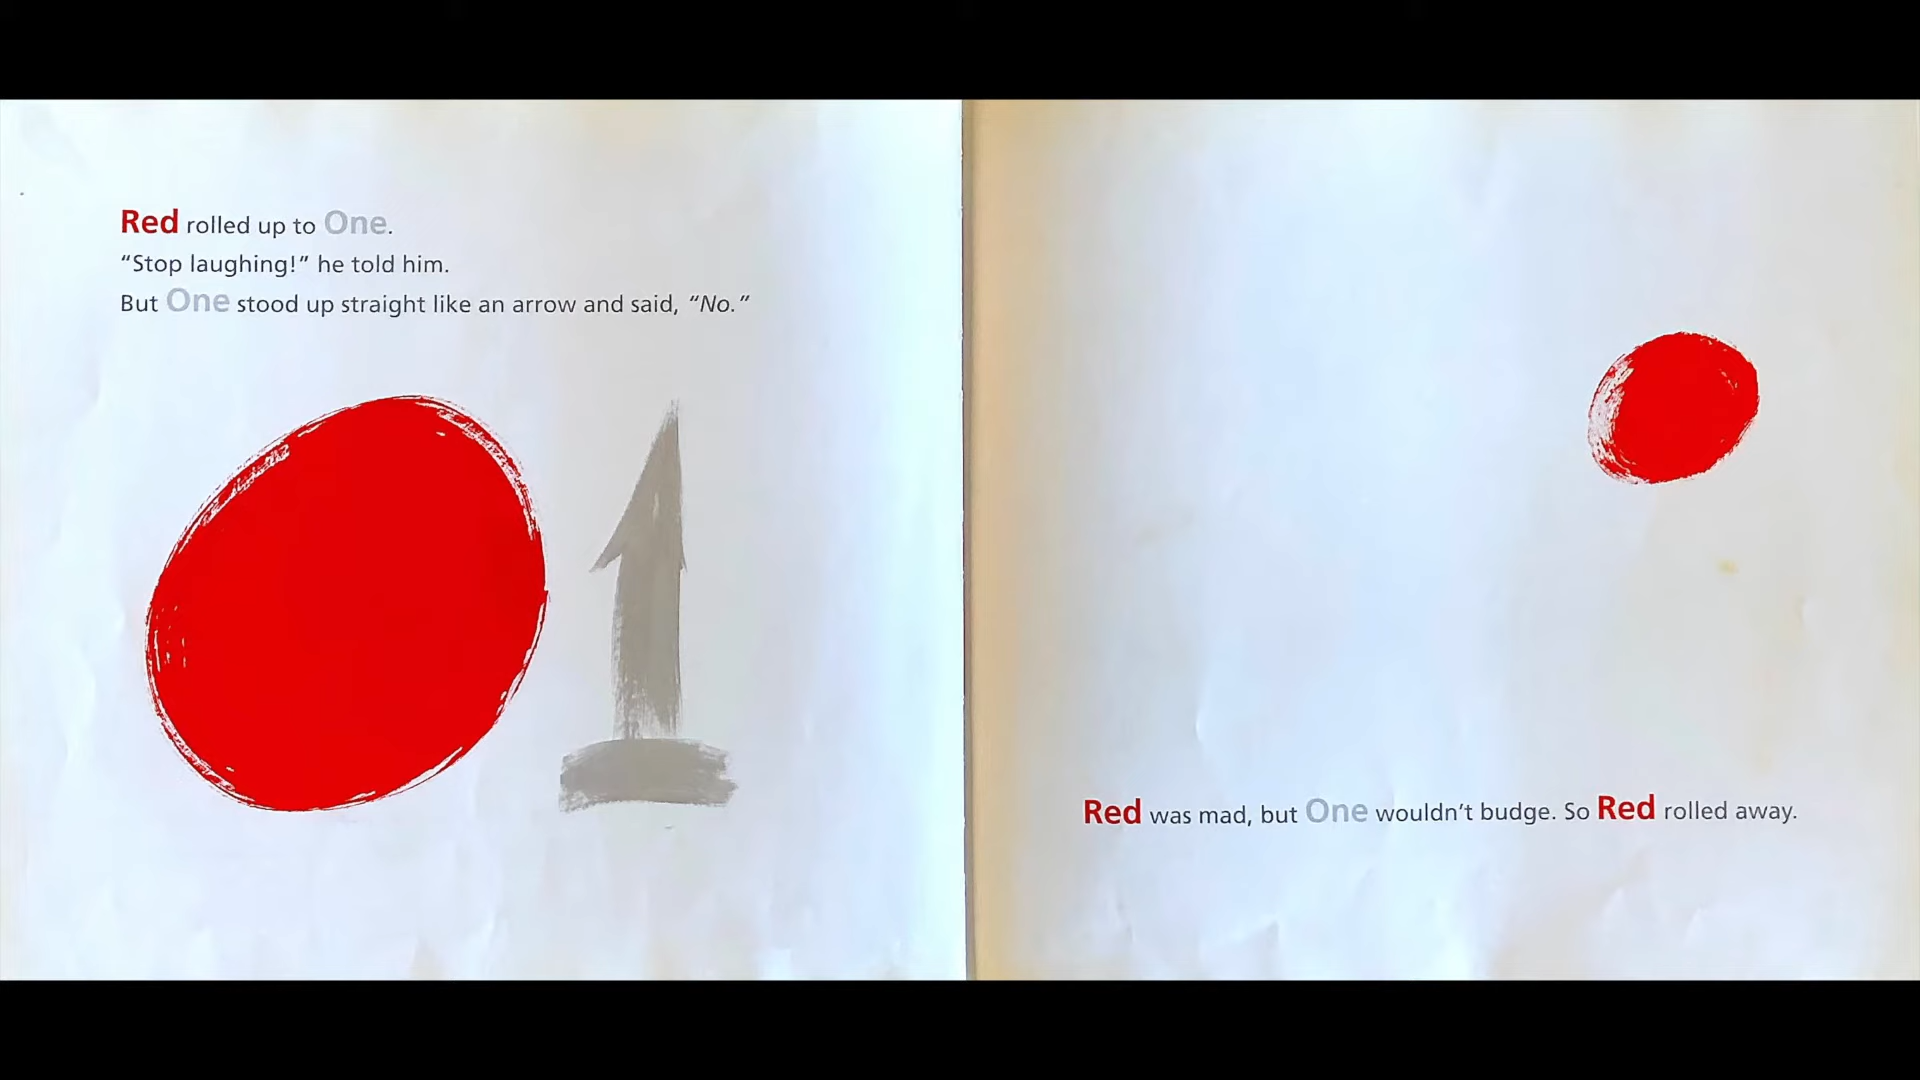 Red rolled up to One.
“Stop laughing!” he told him.
But One stood up straight like an arrow and said, “No.”
1
Red was mad, but One wouldn’t budge. So Red rolled away.